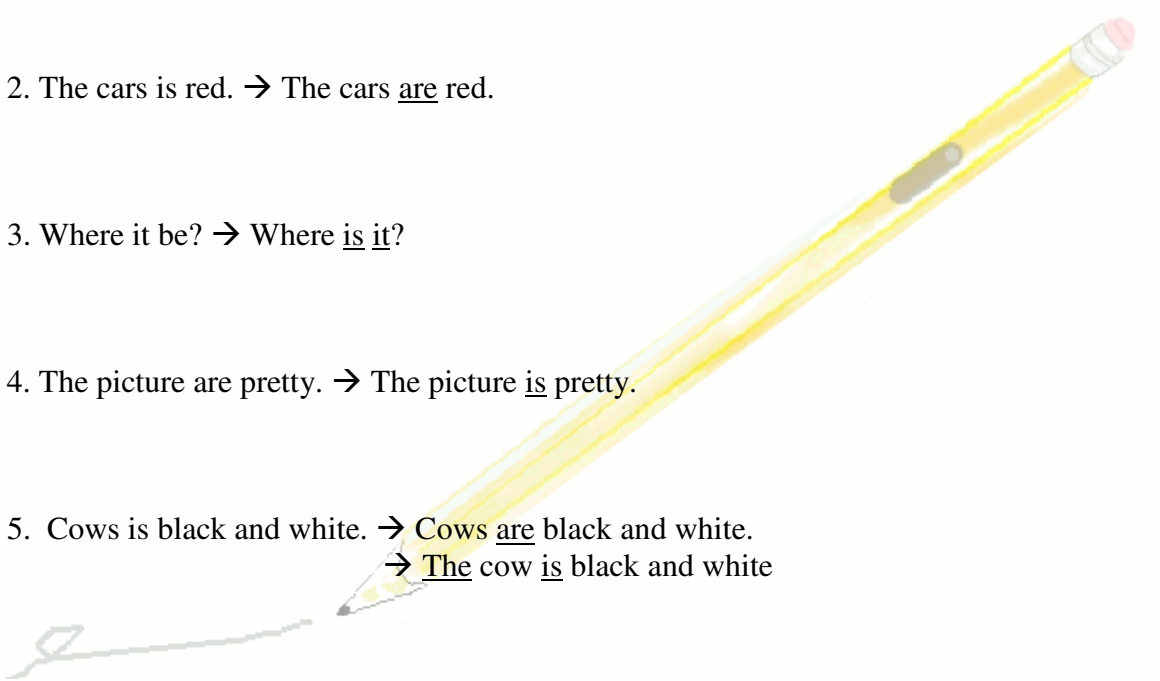 2. The cars is red. → The cars are red.
3. Where it be? → Where is it?
4. The picture are pretty. → The picture is pretty.
5.  Cows is black and white. → Cows are black and white.
→ The cow is black and white